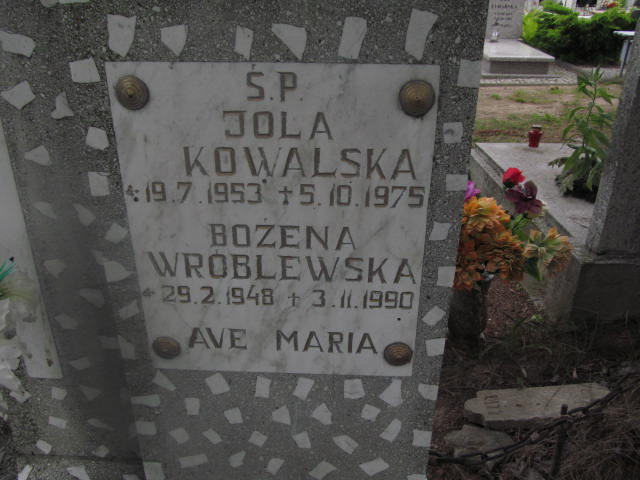 Ś.P.
JOLA
KOWALSKA
* 19.7.1953 + 5.10.1975
BOŻENA
WRÓBLEWSKA
* 29.2.1948 + 3.11.1990
AVE MARIA